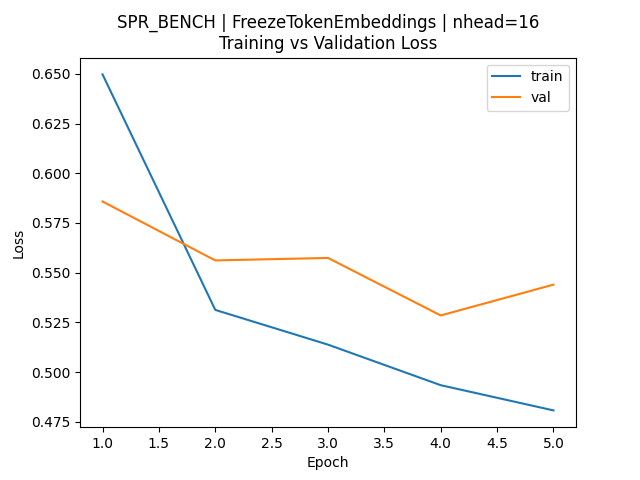 SPR_BENCH | FreezeTokenEmbeddings | nhead=16
Training vs Validation Loss
train
val
0.650
0.625
0.600
0.575
0.550
0.525
0.500
0.475
Loss
1.0 1.5 2.0 2.5 3.0 3.5 4.0 4.5 5.0
Epoch